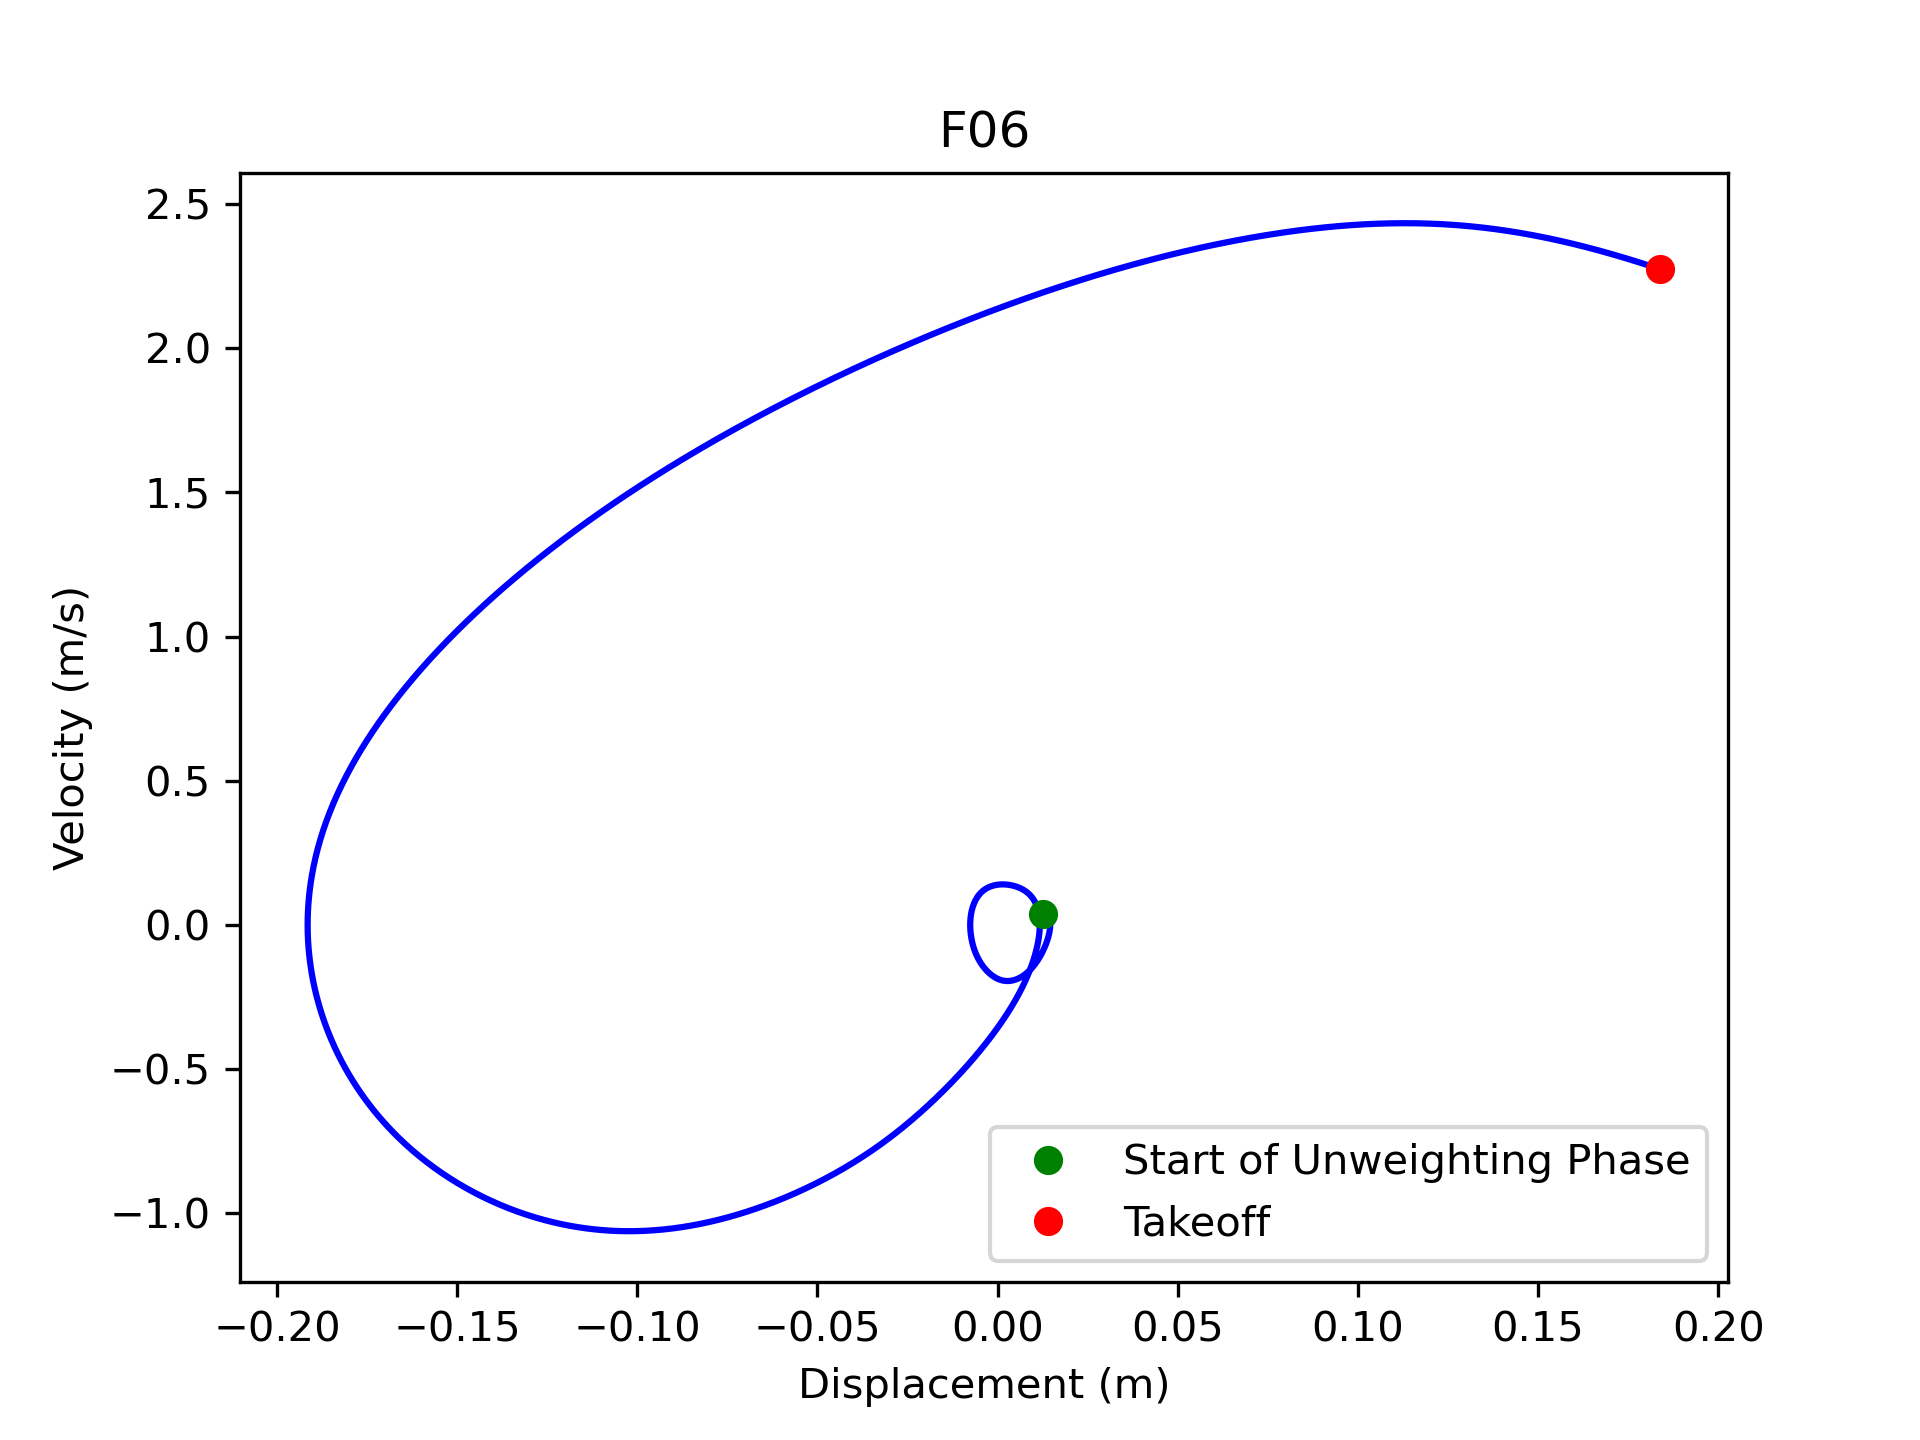 F06
2.5
2.0
1.5
1.0
0.5
0.0
−0.5
−1.0
Velocity (m/s)
Start of Unweighting Phase
Takeoff
−0.20 −0.15 −0.10 −0.05 0.00 0.05 0.10 0.15 0.20
Displacement (m)